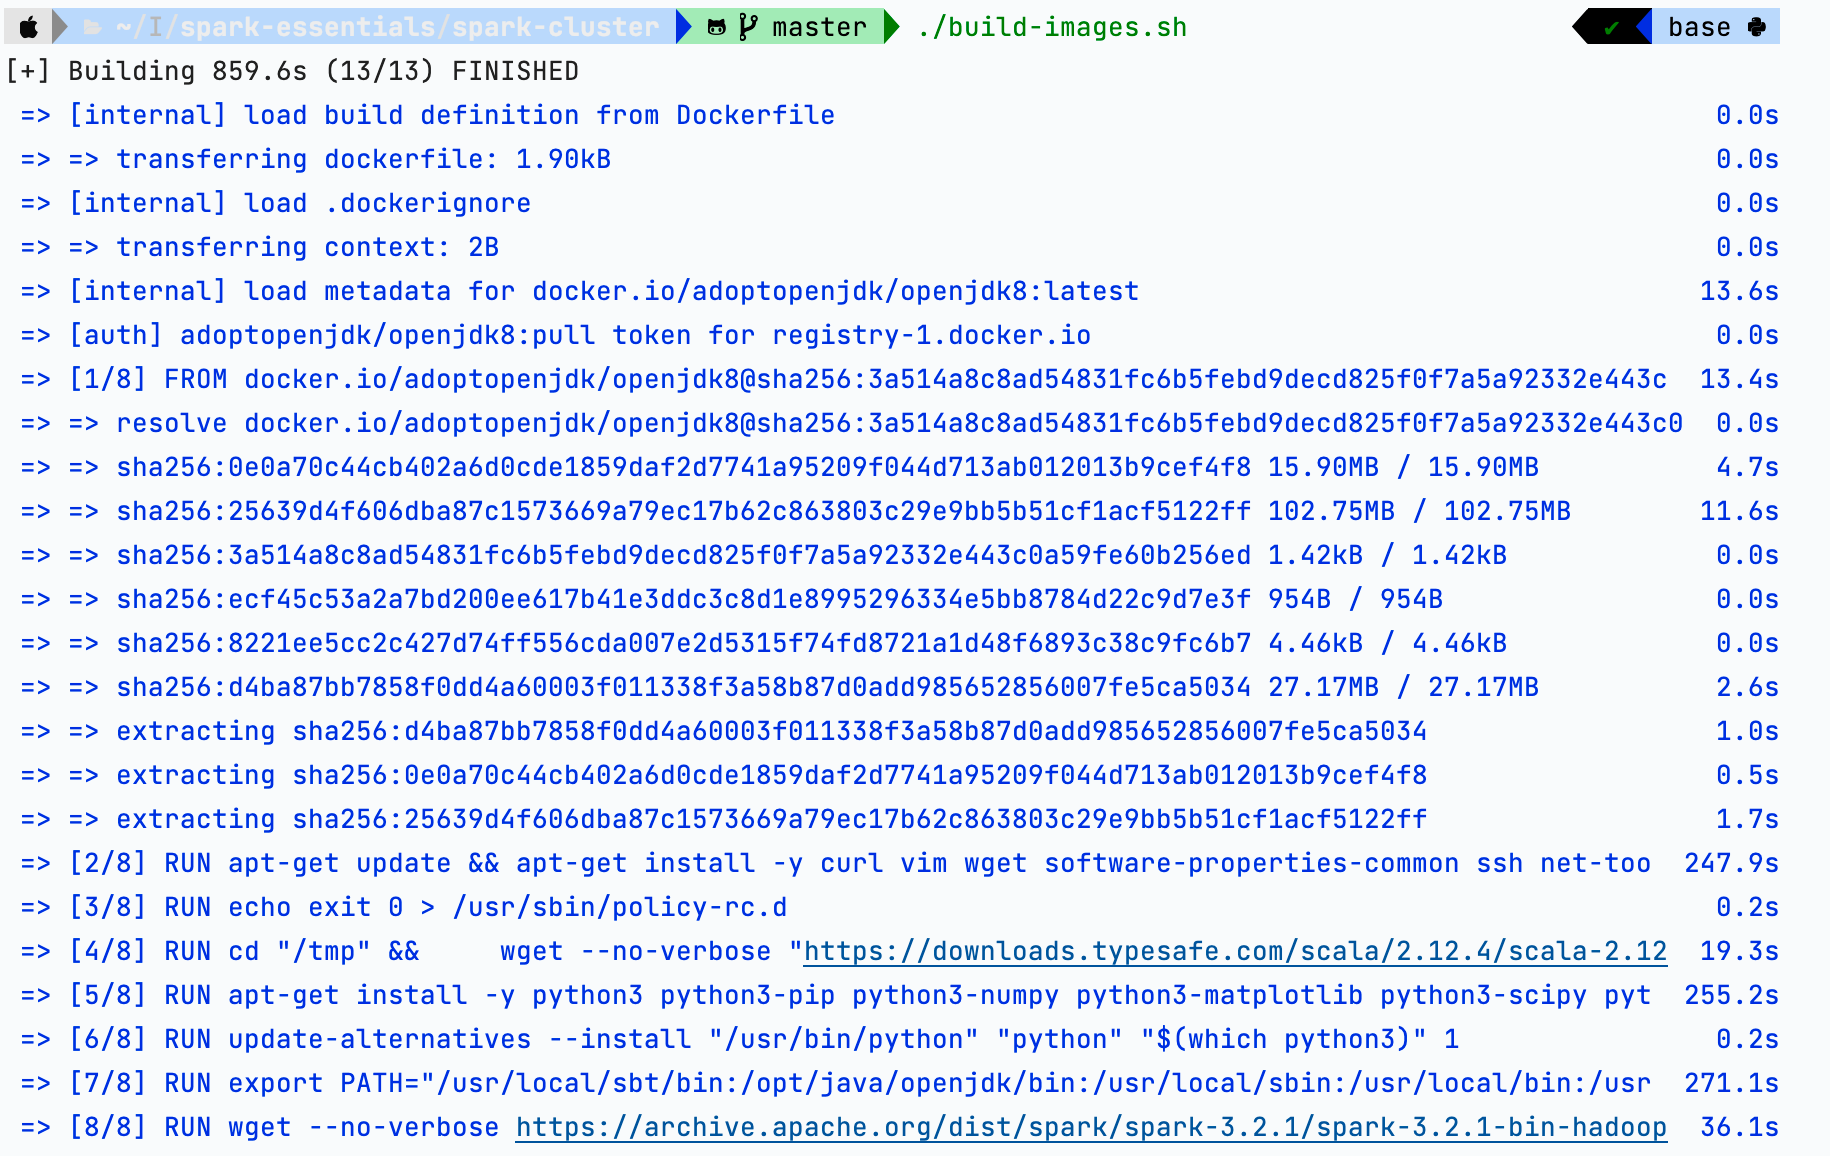 ~/I/spark-essentials/spark-cluster master ./build-images.sh ✔ base
[+] Building 859.6s (13/13) FINISHED
=> [internal] load build definition from Dockerfile 0.0s
=> => transferring dockerfile: 1.90kB 0.0s
=> [internal] load .dockerignore 0.0s
=> => transferring context: 2B 0.0s
=> [internal] load metadata for docker.io/adoptopenjdk/openjdk8:latest 13.6s
=> [auth] adoptopenjdk/openjdk8:pull token for registry-1.docker.io 0.0s
=> [1/8] FROM docker.io/adoptopenjdk/openjdk8@sha256:3a514a8c8ad54831fc6b5febd9decd825f0f7a5a92332e443c 13.4s
=> => resolve docker.io/adoptopenjdk/openjdk8@sha256:3a514a8c8ad54831fc6b5febd9decd825f0f7a5a92332e443c0 0.0s
=> => sha256:0e0a70c44cb402a6d0cde1859daf2d7741a95209f044d713ab012013b9cef4f8 15.90MB / 15.90MB 4.7s
=> => sha256:25639d4f606dba87c1573669a79ec17b62c863803c29e9bb5b51cf1acf5122ff 102.75MB / 102.75MB 11.6s
=> => sha256:3a514a8c8ad54831fc6b5febd9decd825f0f7a5a92332e443c0a59fe60b256ed 1.42kB / 1.42kB 0.0s
=> => sha256:ecf45c53a2a7bd200ee617b41e3ddc3c8d1e8995296334e5bb8784d22c9d7e3f 954B / 954B 0.0s
=> => sha256:8221ee5cc2c427d74ff556cda007e2d5315f74fd8721a1d48f6893c38c9fc6b7 4.46kB / 4.46kB 0.0s
=> => sha256:d4ba87bb7858f0dd4a60003f011338f3a58b87d0add985652856007fe5ca5034 27.17MB / 27.17MB 2.6s
=> => extracting sha256:d4ba87bb7858f0dd4a60003f011338f3a58b87d0add985652856007fe5ca5034 1.0s
=> => extracting sha256:0e0a70c44cb402a6d0cde1859daf2d7741a95209f044d713ab012013b9cef4f8 0.5s
=> => extracting sha256:25639d4f606dba87c1573669a79ec17b62c863803c29e9bb5b51cf1acf5122ff 1.7s
=> [2/8] RUN apt-get update && apt-get install -y curl vim wget software-properties-common ssh net-too 247.9s
=> [3/8] RUN echo exit 0 > /usr/sbin/policy-rc.d 0.2s
=> [4/8] RUN cd "/tmp" &&     wget --no-verbose "https://downloads.typesafe.com/scala/2.12.4/scala-2.12 19.3s
=> [5/8] RUN apt-get install -y python3 python3-pip python3-numpy python3-matplotlib python3-scipy pyt 255.2s
=> [6/8] RUN update-alternatives --install "/usr/bin/python" "python" "$(which python3)" 1 0.2s
=> [7/8] RUN export PATH="/usr/local/sbt/bin:/opt/java/openjdk/bin:/usr/local/sbin:/usr/local/bin:/usr 271.1s
=> [8/8] RUN wget --no-verbose https://archive.apache.org/dist/spark/spark-3.2.1/spark-3.2.1-bin-hadoop 36.1s